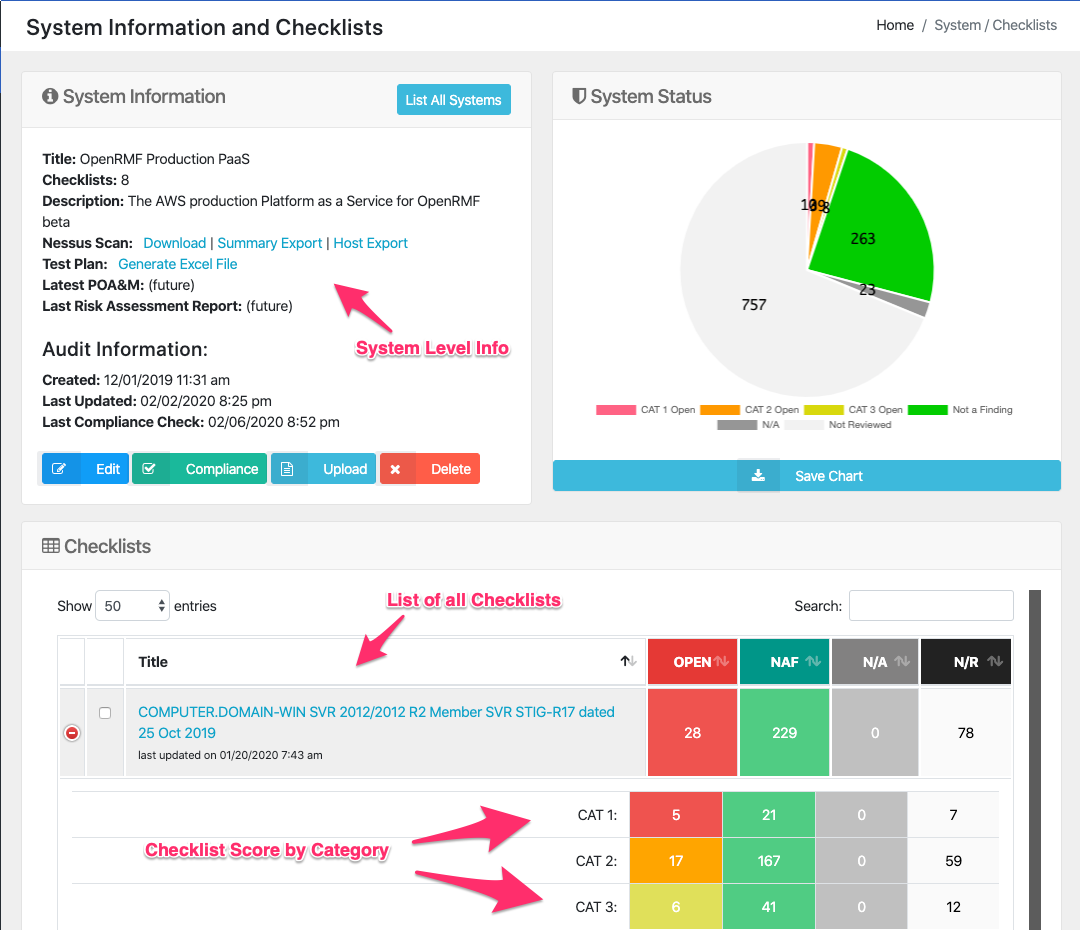 System Information and Checklists
Home / System / Checklists
System Information
List All Systems
Title: OpenRMF Production PaaS
Checklists: 8
Description: The AWS production Platform as a Service for OpenRMF
beta
Nessus Scan: Download | Summary Export | Host Export
Test Plan: Generate Excel File
Latest POA&M: (future)
Last Risk Assessment Report: (future)
System Level Info
Audit Information:
Created: 12/01/2019 11:31 am
Last Updated: 02/02/2020 8:25 pm
Last Compliance Check: 02/06/2020 8:52 pm
Edit Compliance Upload Delete
System Status
263
23
757
CAT 1 Open CAT 2 Open CAT 3 Open Not a Finding
N/A Not Reviewed
Save Chart
Checklists
Show 50 entries
List of all Checklists
Search:
Title OPEN NAF N/A N/R
COMPUTER.DOMAIN-WIN SVR 2012/2012 R2 Member SVR STIG-R17 dated
25 Oct 2019
last updated on 01/20/2020 7:43 am
28 229 0 78
Checklist Score by Category
CAT 1: 5 21 0 7
CAT 2: 17 167 0 59
CAT 3: 6 41 0 12